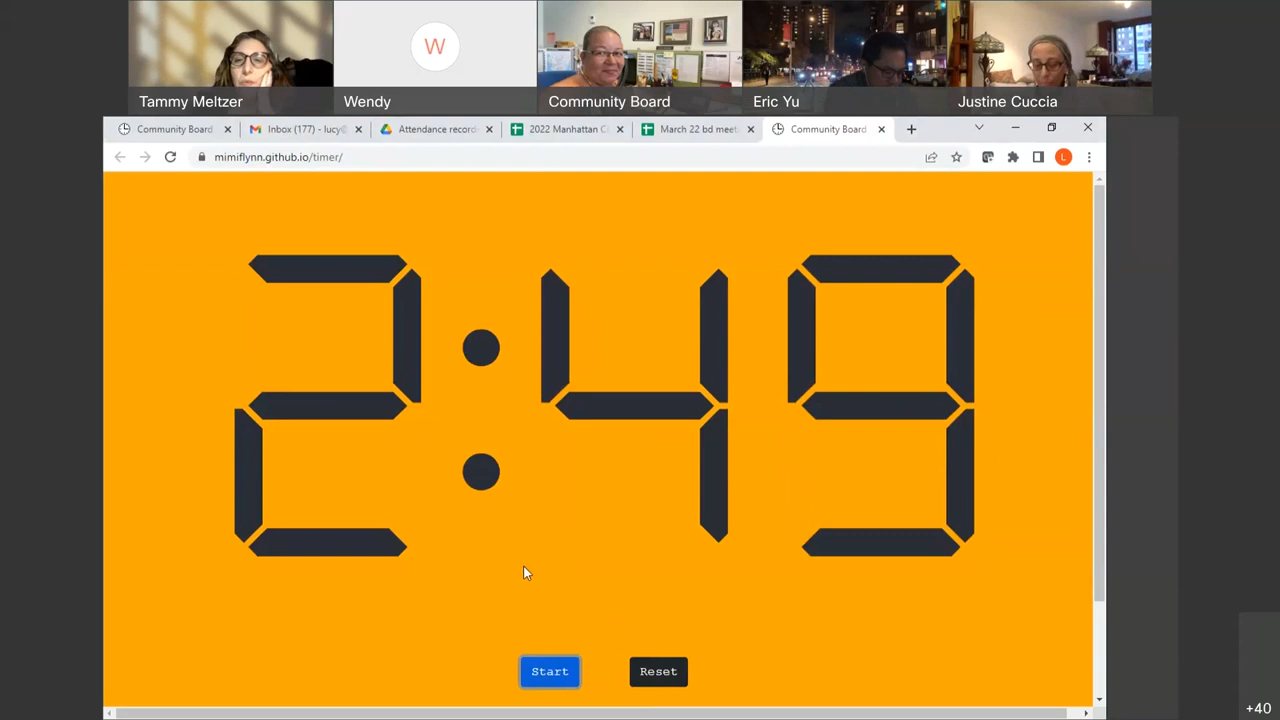 W
Tammy Meltzer
Wendy
Community Board
Eric Yu
Justine Cuccia
Community Board
Inbox (177) - lucy@
Attendance record
2022 Manhattan C
March 22 bd meet
Community Board
mimiflynn.github.io/timer/
L
2:49
Start
Reset
+40